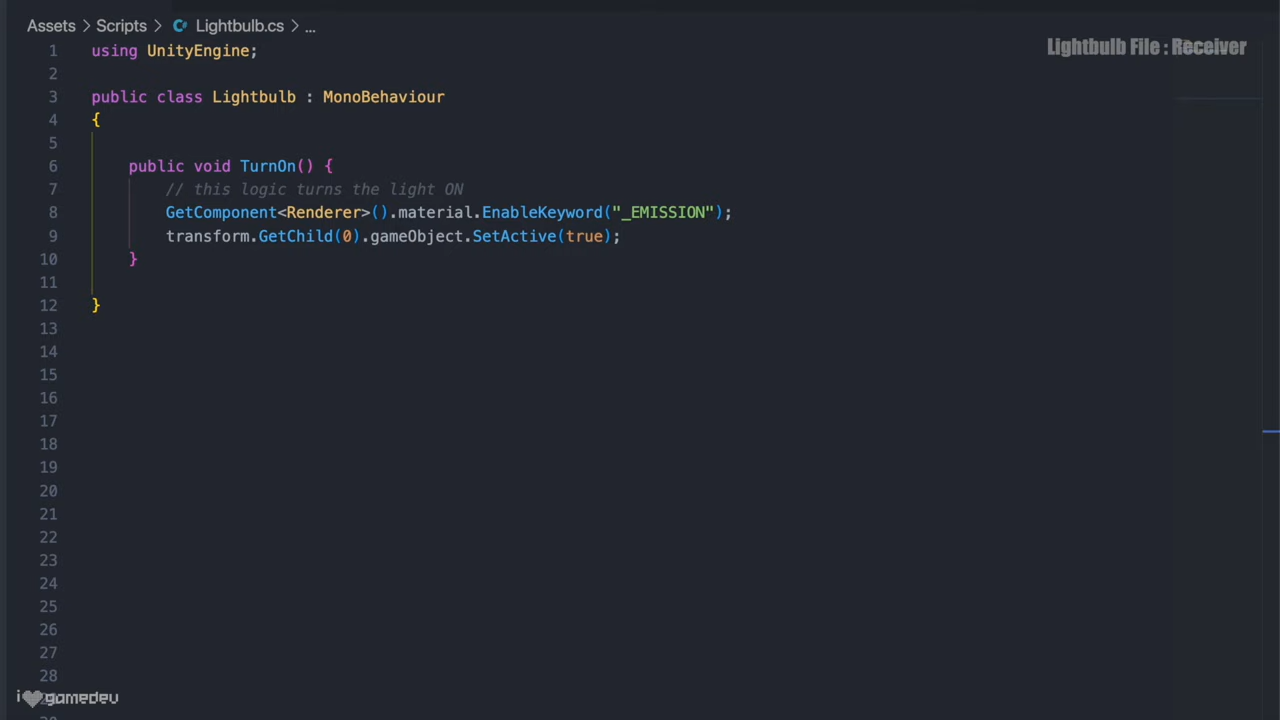 Assets > Scripts > Lightbulb.cs > ...
Lightbulb File : Receiver
1 using UnityEngine;
2
3 public class Lightbulb : MonoBehaviour
4 {
5
6 public void TurnOn() {
7 // this logic turns the light ON
8 GetComponent<Renderer>().material.EnableKeyword("_EMISSION");
9 transform.GetChild(0).gameObject.SetActive(true);
10 }
11
12 }
13
14
15
16
17
18
19
20
21
22
23
24
25
26
27
28
i gamedev